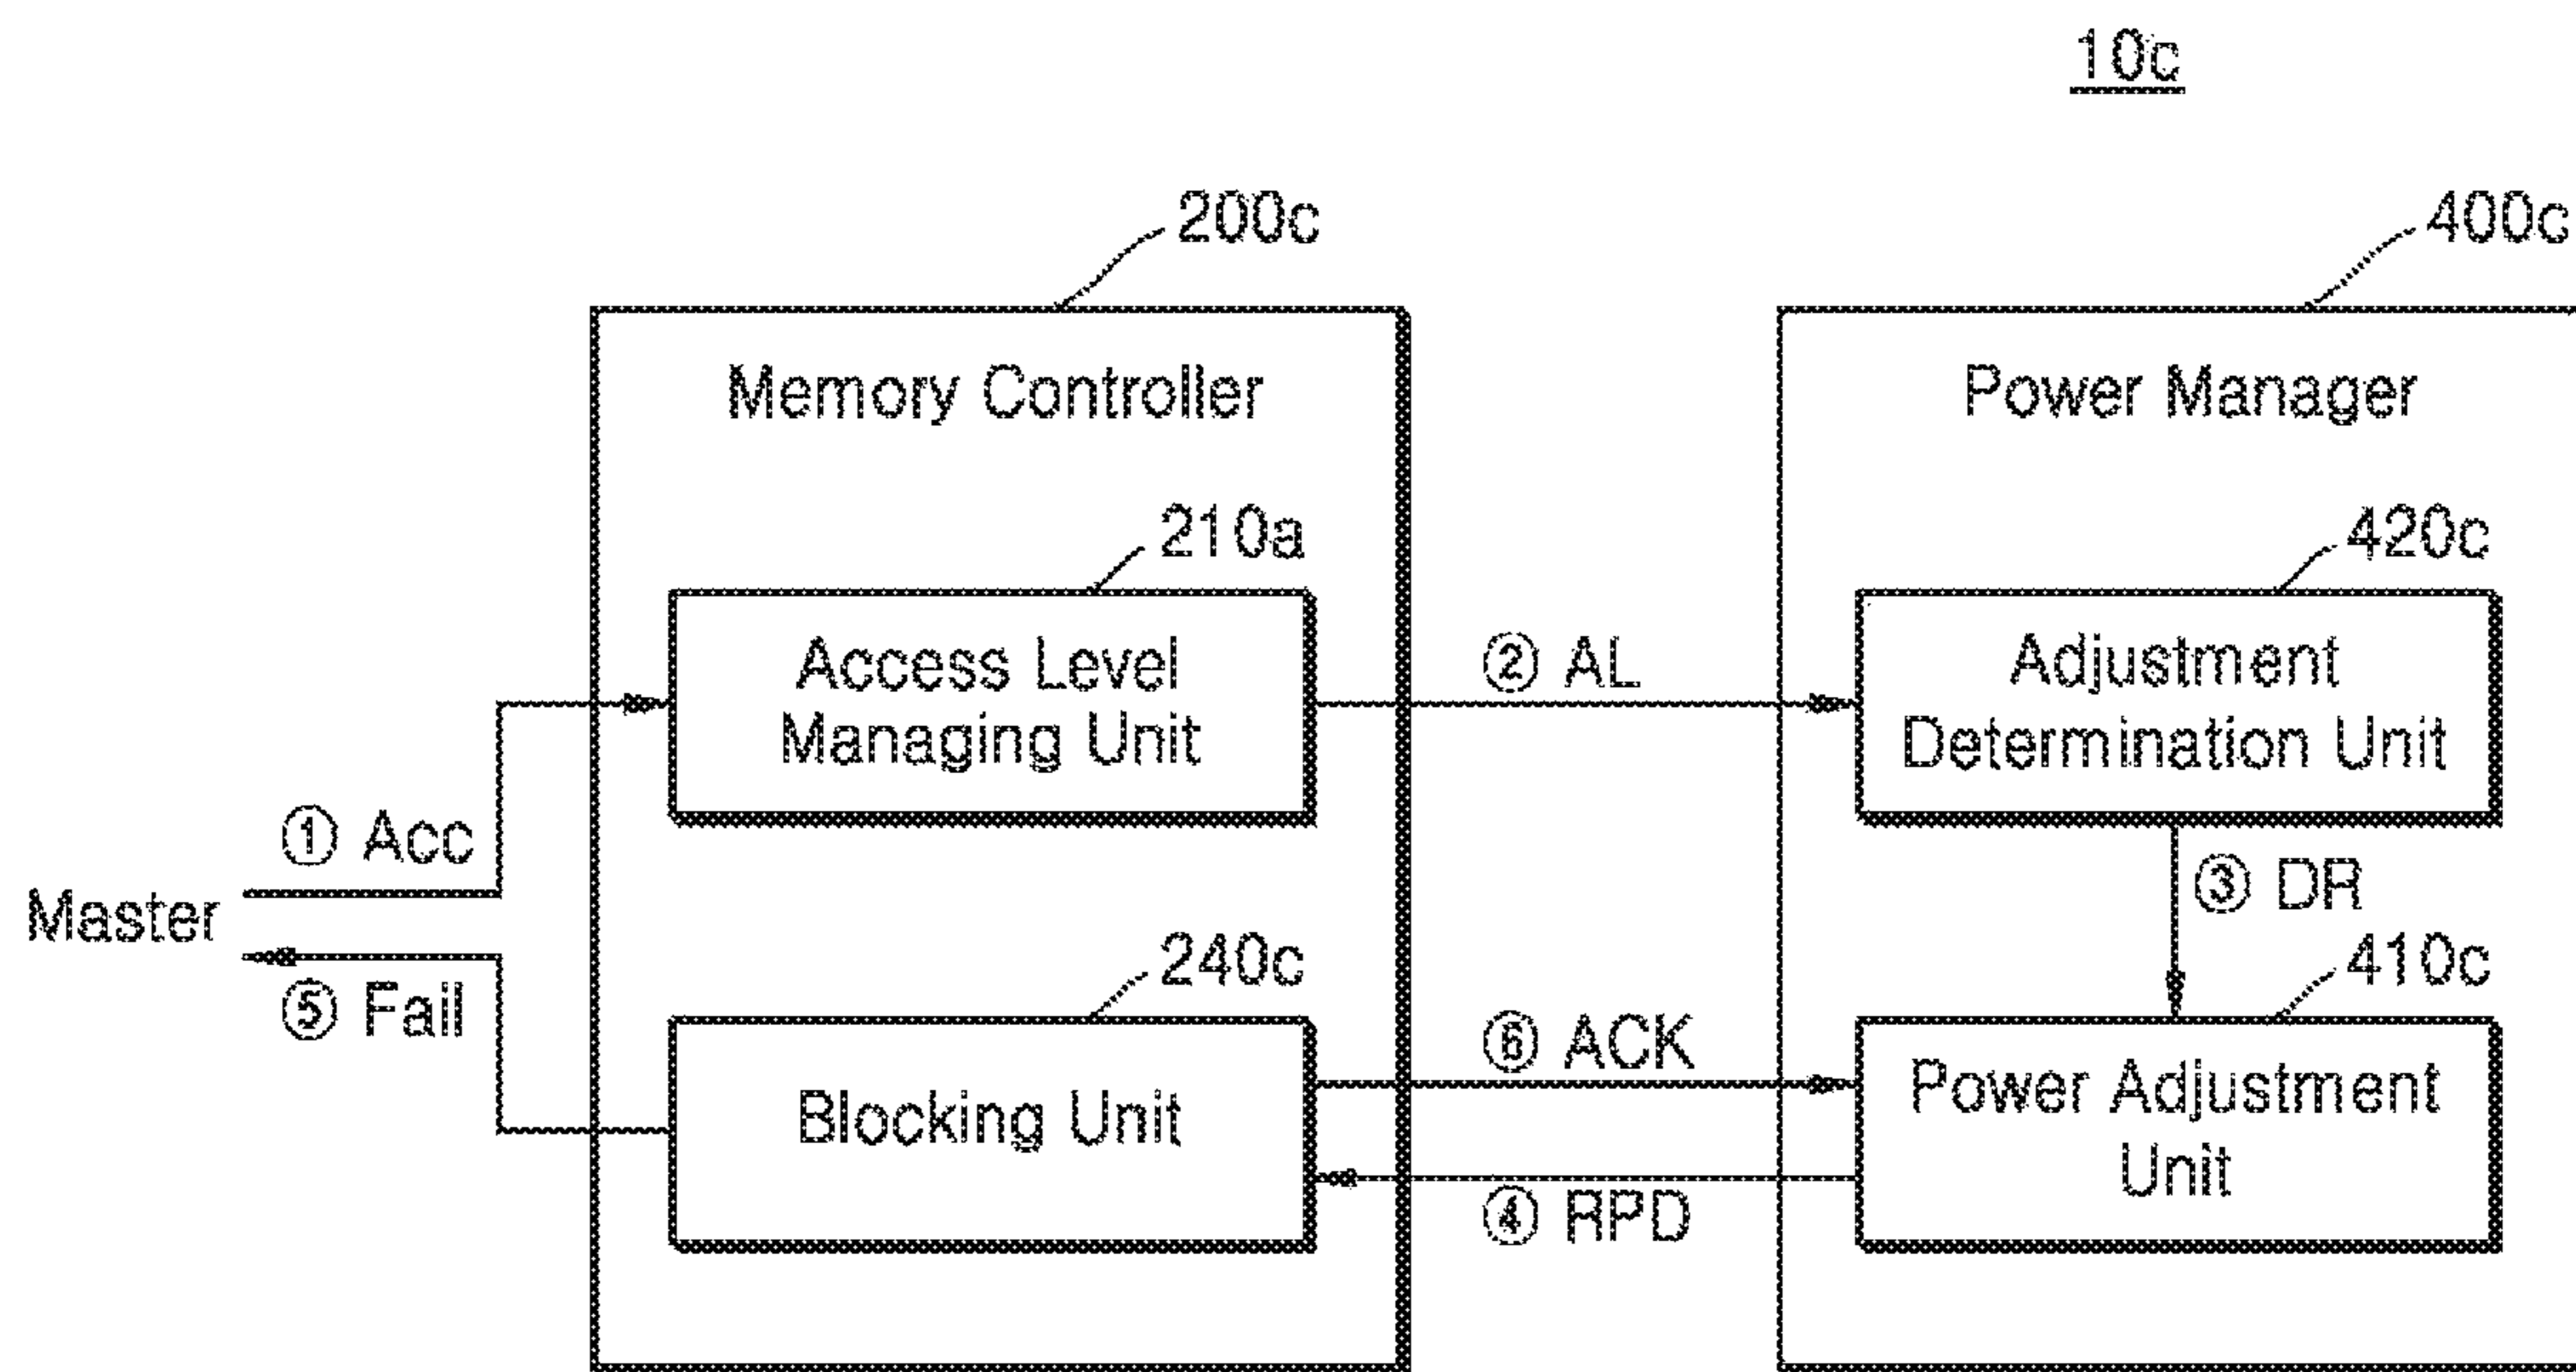 10c
200c
400c
Memory Controller
Power Manager
210a
420c
Access Level
Managing Unit
② AL
Adjustment
Determination Unit
① Acc
③ DR
Master
240c
410c
⑤ Fail
⑥ ACK
Blocking Unit
Power Adjustment
Unit
④ RPD